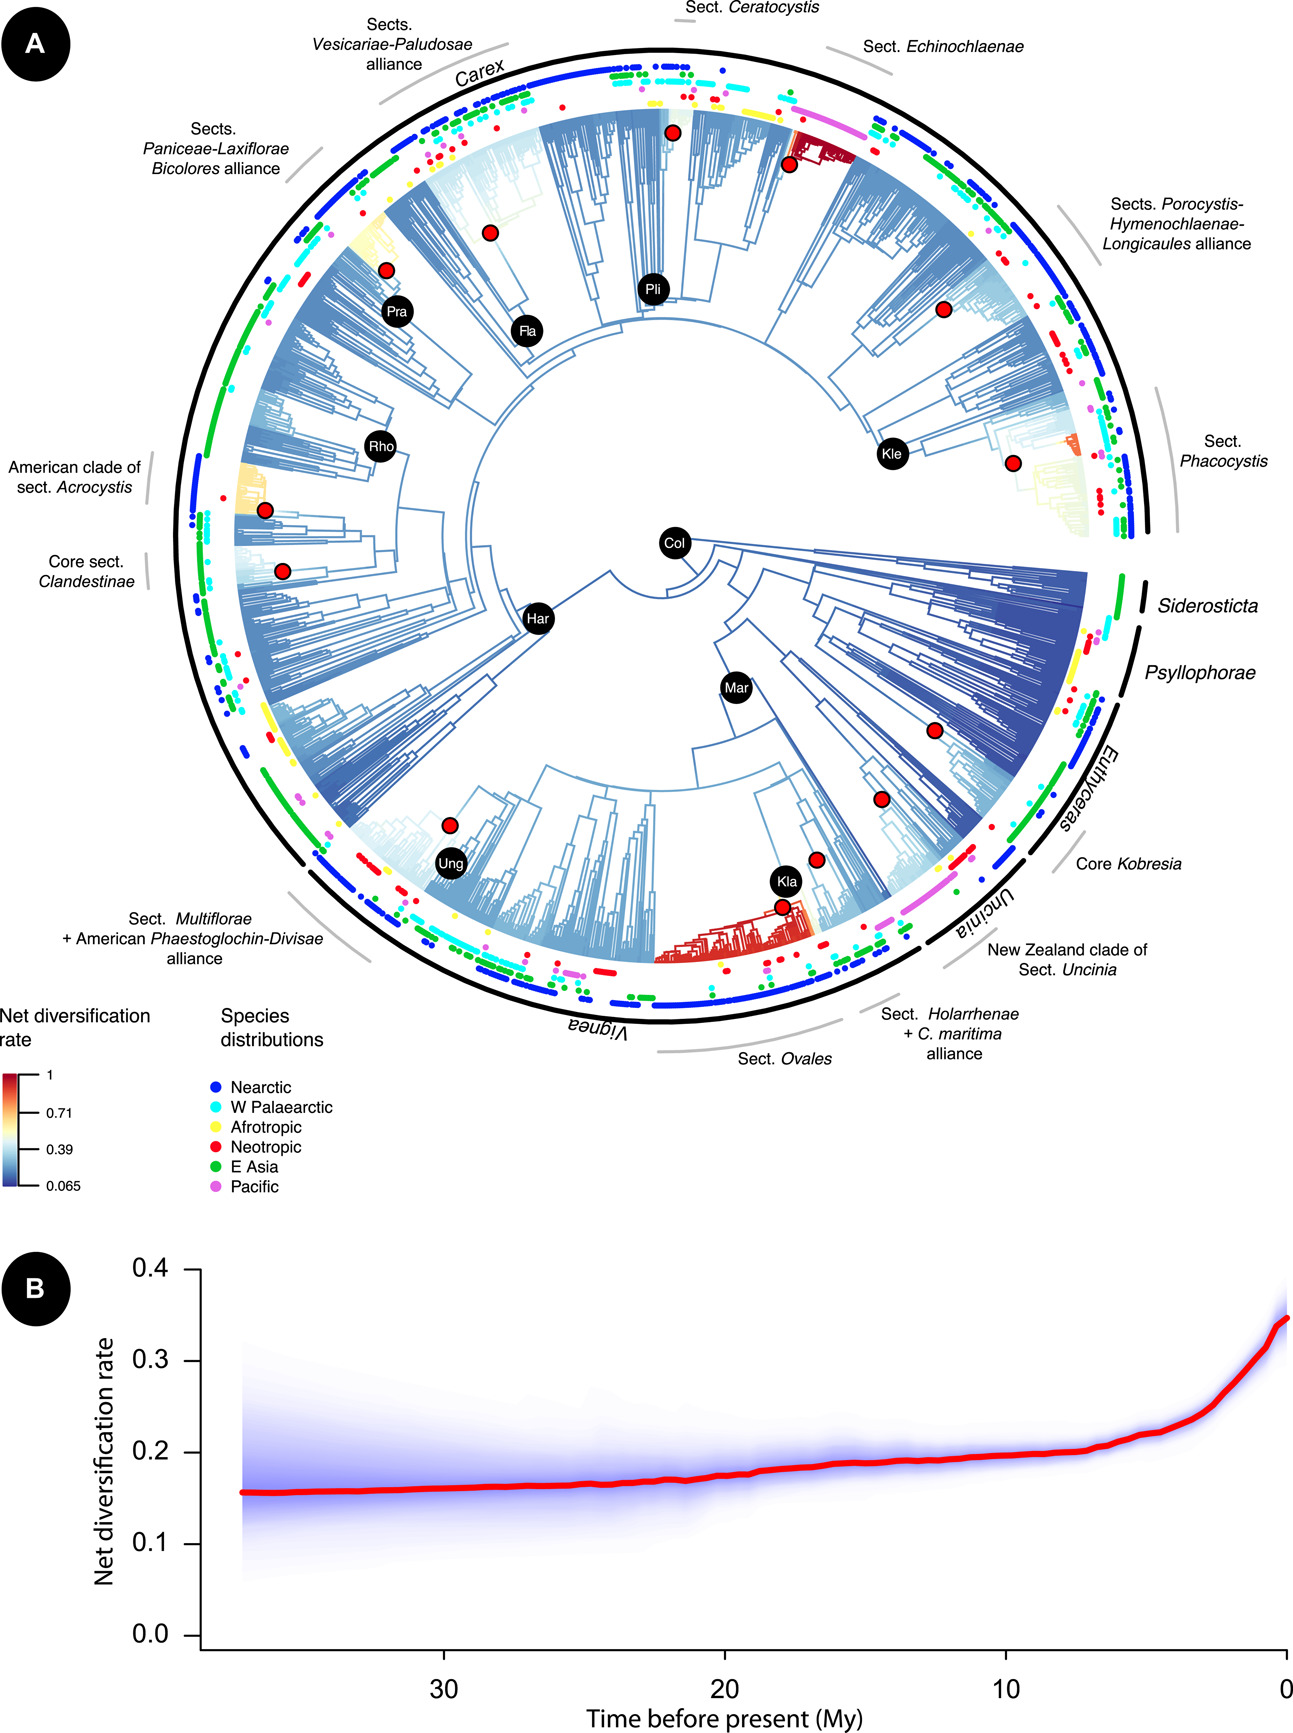 A
Sect. Ceratocystis
Sects.
Vesicariae-Paludosae
alliance
Sect. Echinochlaenae
Carex
Sects.
Paniceae-Laxiflorae
Bicolores alliance
Sects. Porocystis-
Hymenochlaenae-
Longicaules alliance
Pli
Pra
Fla
Rho
Kle
Sect.
Phacocystis
American clade of
sect. Acrocystis
Col
Core sect.
Clandestinae
Siderosticta
Har
Psyllophorae
Mar
Euthyceras
Ung
Kla
Core Kobresia
Uncinia
Sect. Multiflorae
+ American Phaestoglochin-Divisae
alliance
New Zealand clade of
Sect. Uncinia
Vignea
Sect. Holarrhenae
+ C. maritima
alliance
Sect. Ovales
Net diversification
rate
1
0.71
0.39
0.065
Species
distributions
Nearctic
W Palaearctic
Afrotropic
Neotropic
E Asia
Pacific
B
Net diversification rate
0.4
0.3
0.2
0.1
0.0
30
20
10
0
Time before present (My)